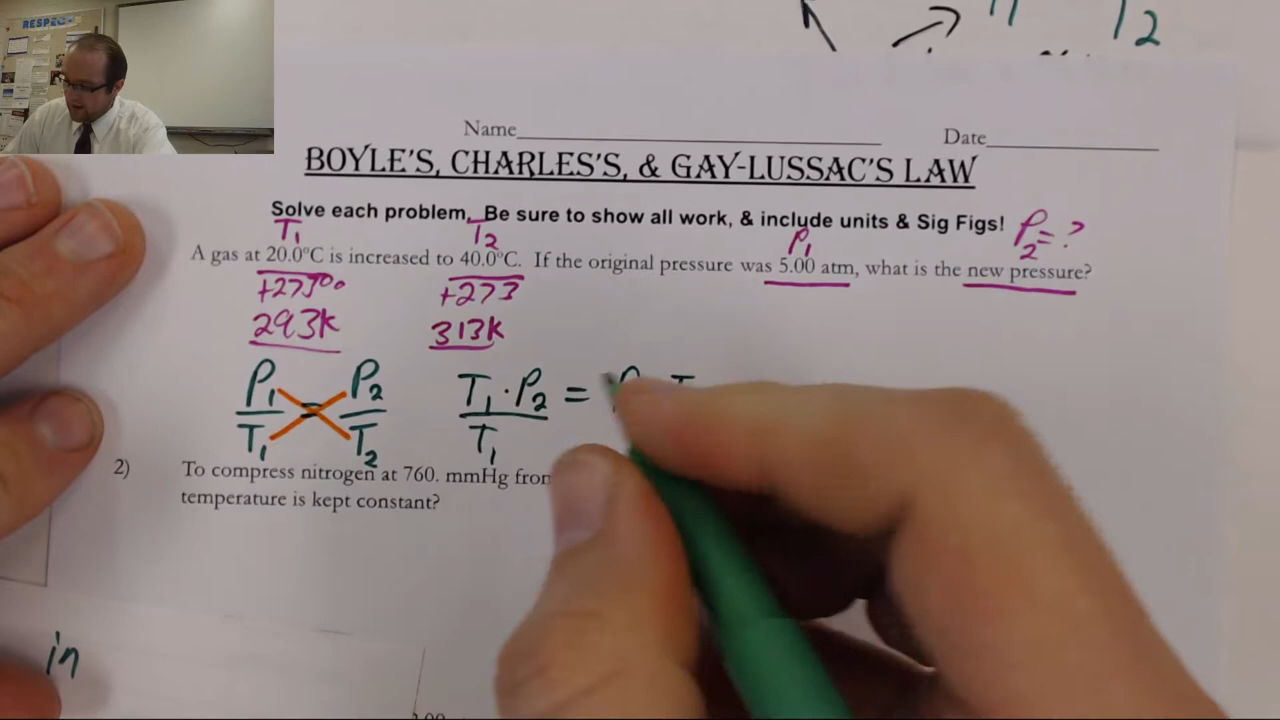 RESPECT
T2
Name Date
BOYLE'S, CHARLES'S, & GAY-LUSSAC'S LAW
Solve each problem, Be sure to show all work, & include units & Sig Figs!
T1 T2 P1 P2=?
A gas at 20.0°C is increased to 40.0°C. If the original pressure was 5.00 atm, what is the new pressure?
+273 +273
293K 313K
P1 = P2 T1 · P2 =
T1 T2 T1
2) To compress nitrogen at 760. mmHg
temperature is kept constant?
in